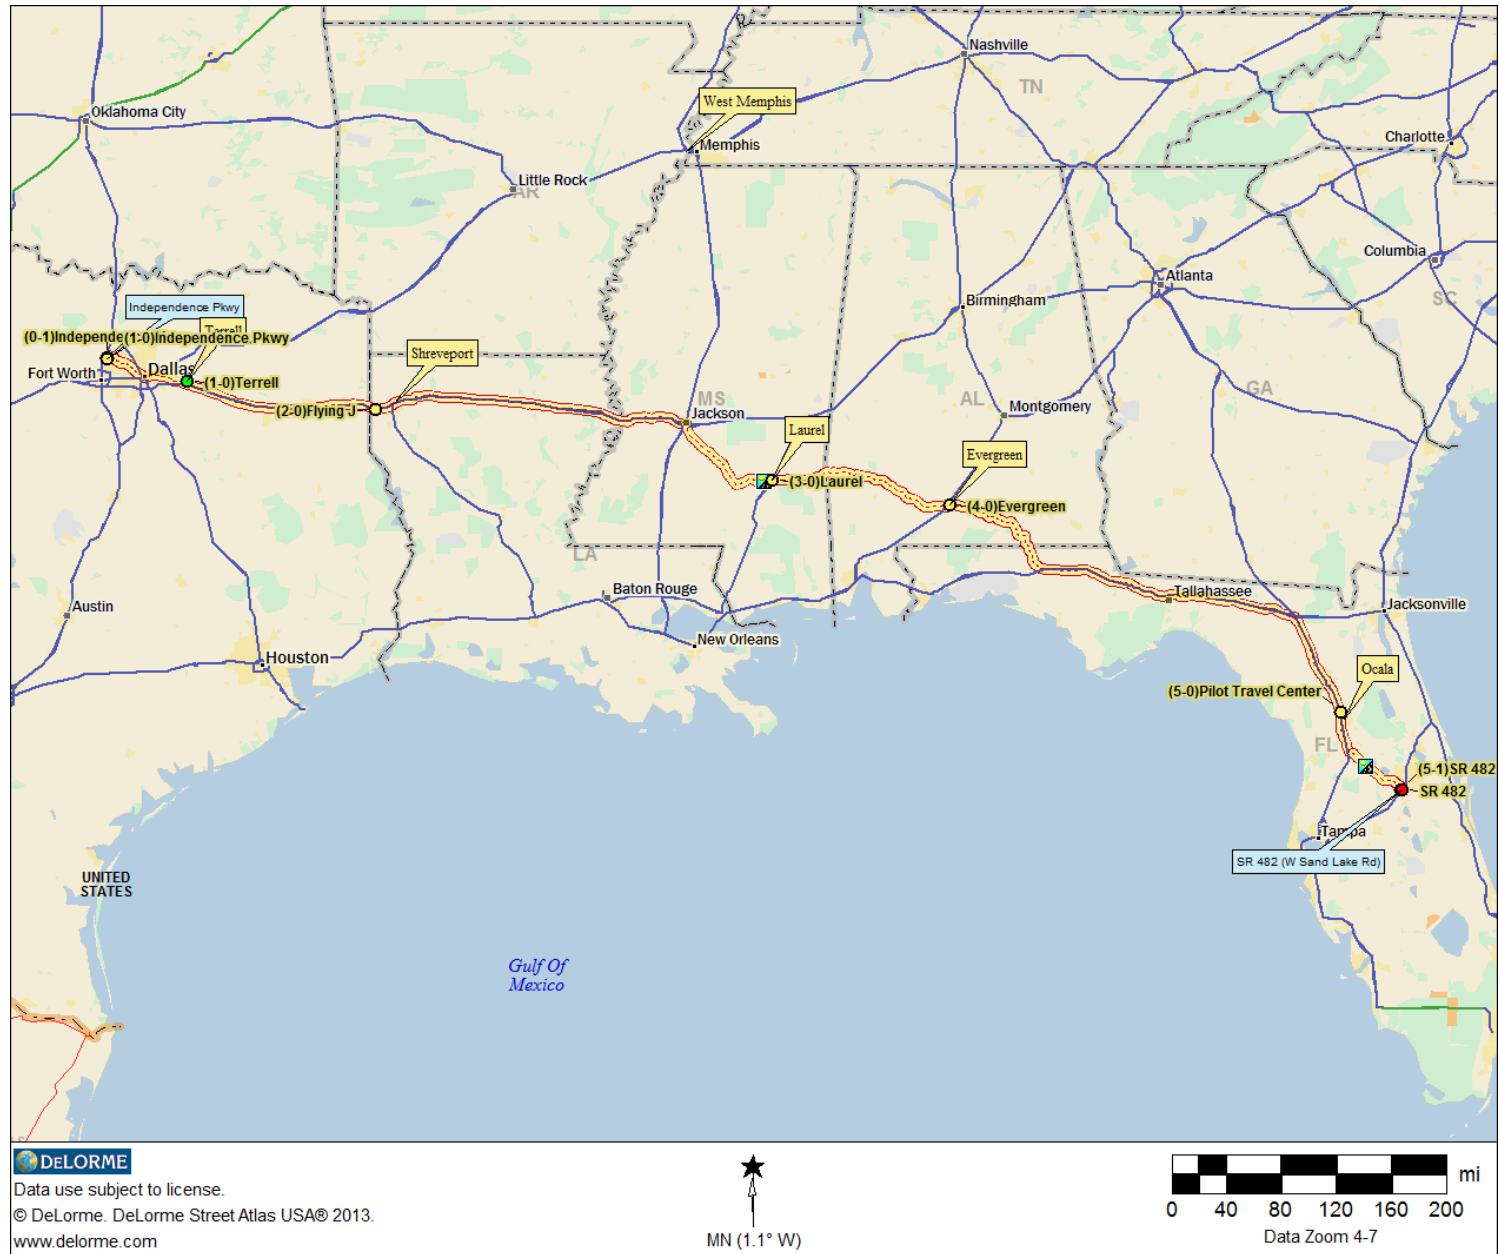 Nashville
TN
Oklahoma City
West Memphis
Charlotte
Memphis
Little Rock
AR
Columbia
Atlanta
SC
Birmingham
Independence Pkwy
Terrell
(0-1)Independe
(1-0)Independence Pkwy
Shreveport
Fort Worth
Dallas
(1-0)Terrell
GA
MS
AL
(2-0)Flying J
Montgomery
Jackson
Laurel
Evergreen
(3-0)Laurel
(4-0)Evergreen
LA
Baton Rouge
Tallahassee
Austin
Jacksonville
New Orleans
Houston
Ocala
(5-0)Pilot Travel Center
FL
(5-1)SR 482
SR 482
Tampa
SR 482 (W Sand Lake Rd)
UNITED
STATES
Gulf Of
Mexico
DELORME
Data use subject to license.
© DeLorme. DeLorme Street Atlas USA® 2013.
www.delorme.com
MN (1.1° W)
mi
0 40 80 120 160 200
Data Zoom 4-7